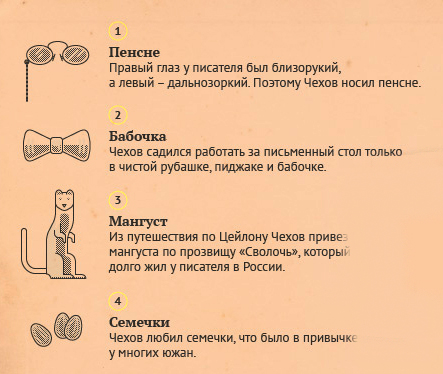 1
Пенсне
Правый глаз у писателя был близорукий,
а левый – дальнозоркий. Поэтому Чехов носил пенсне.
2
Бабочка
Чехов садился работать за письменный стол только
в чистой рубашке, пиджаке и бабочке.
3
Мангуст
Из путешествия по Цейлону Чехов привез
мангуста по прозвищу «Сволочь», который
долго жил у писателя в России.
4
Семечки
Чехов любил семечки, что было в привычке
у многих южан.